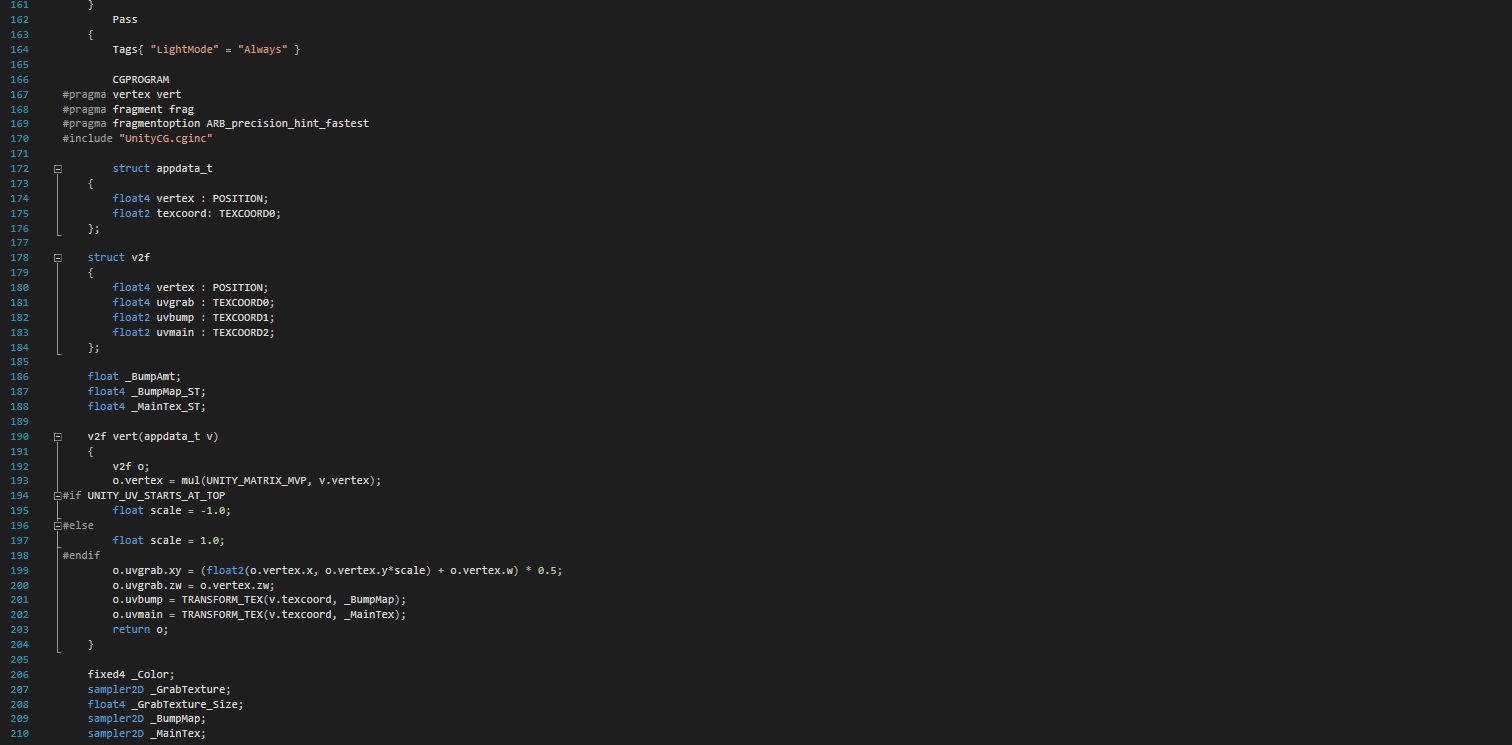 161 }
162 Pass
163 {
164 Tags{ "LightMode" = "Always" }
165
166 CGPROGRAM
167 #pragma vertex vert
168 #pragma fragment frag
169 #pragma fragmentoption ARB_precision_hint_fastest
170 #include "UnityCG.cginc"
171
172 struct appdata_t
173 {
174 float4 vertex : POSITION;
175 float2 texcoord: TEXCOORD0;
176 };
177
178 struct v2f
179 {
180 float4 vertex : POSITION;
181 float4 uvgrab : TEXCOORD0;
182 float2 uvbump : TEXCOORD1;
183 float2 uvmain : TEXCOORD2;
184 };
185
186 float _BumpAmt;
187 float4 _BumpMap_ST;
188 float4 _MainTex_ST;
189
190 v2f vert(appdata_t v)
191 {
192 v2f o;
193 o.vertex = mul(UNITY_MATRIX_MVP, v.vertex);
194 #if UNITY_UV_STARTS_AT_TOP
195 float scale = -1.0;
196 #else
197 float scale = 1.0;
198 #endif
199 o.uvgrab.xy = (float2(o.vertex.x, o.vertex.y*scale) + o.vertex.w) * 0.5;
200 o.uvgrab.zw = o.vertex.zw;
201 o.uvbump = TRANSFORM_TEX(v.texcoord, _BumpMap);
202 o.uvmain = TRANSFORM_TEX(v.texcoord, _MainTex);
203 return o;
204 }
205
206 fixed4 _Color;
207 sampler2D _GrabTexture;
208 float4 _GrabTexture_Size;
209 sampler2D _BumpMap;
210 sampler2D _MainTex;